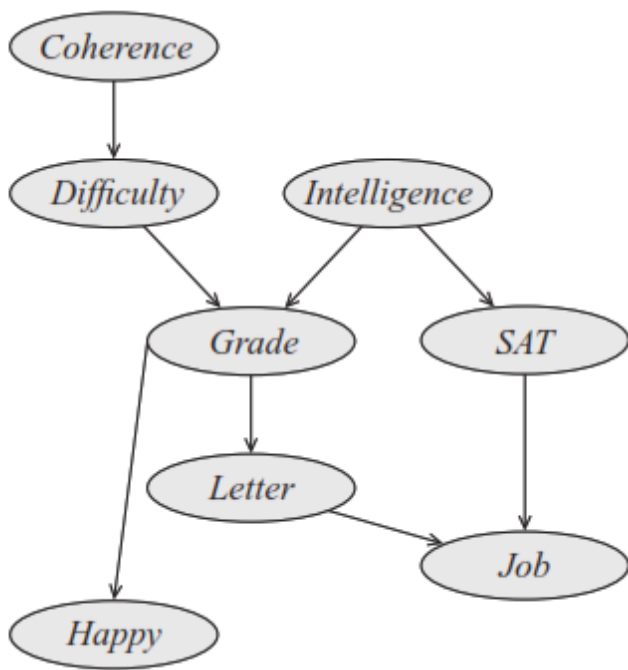 Coherence
Difficulty
Intelligence
Grade
SAT
Letter
Job
Happy